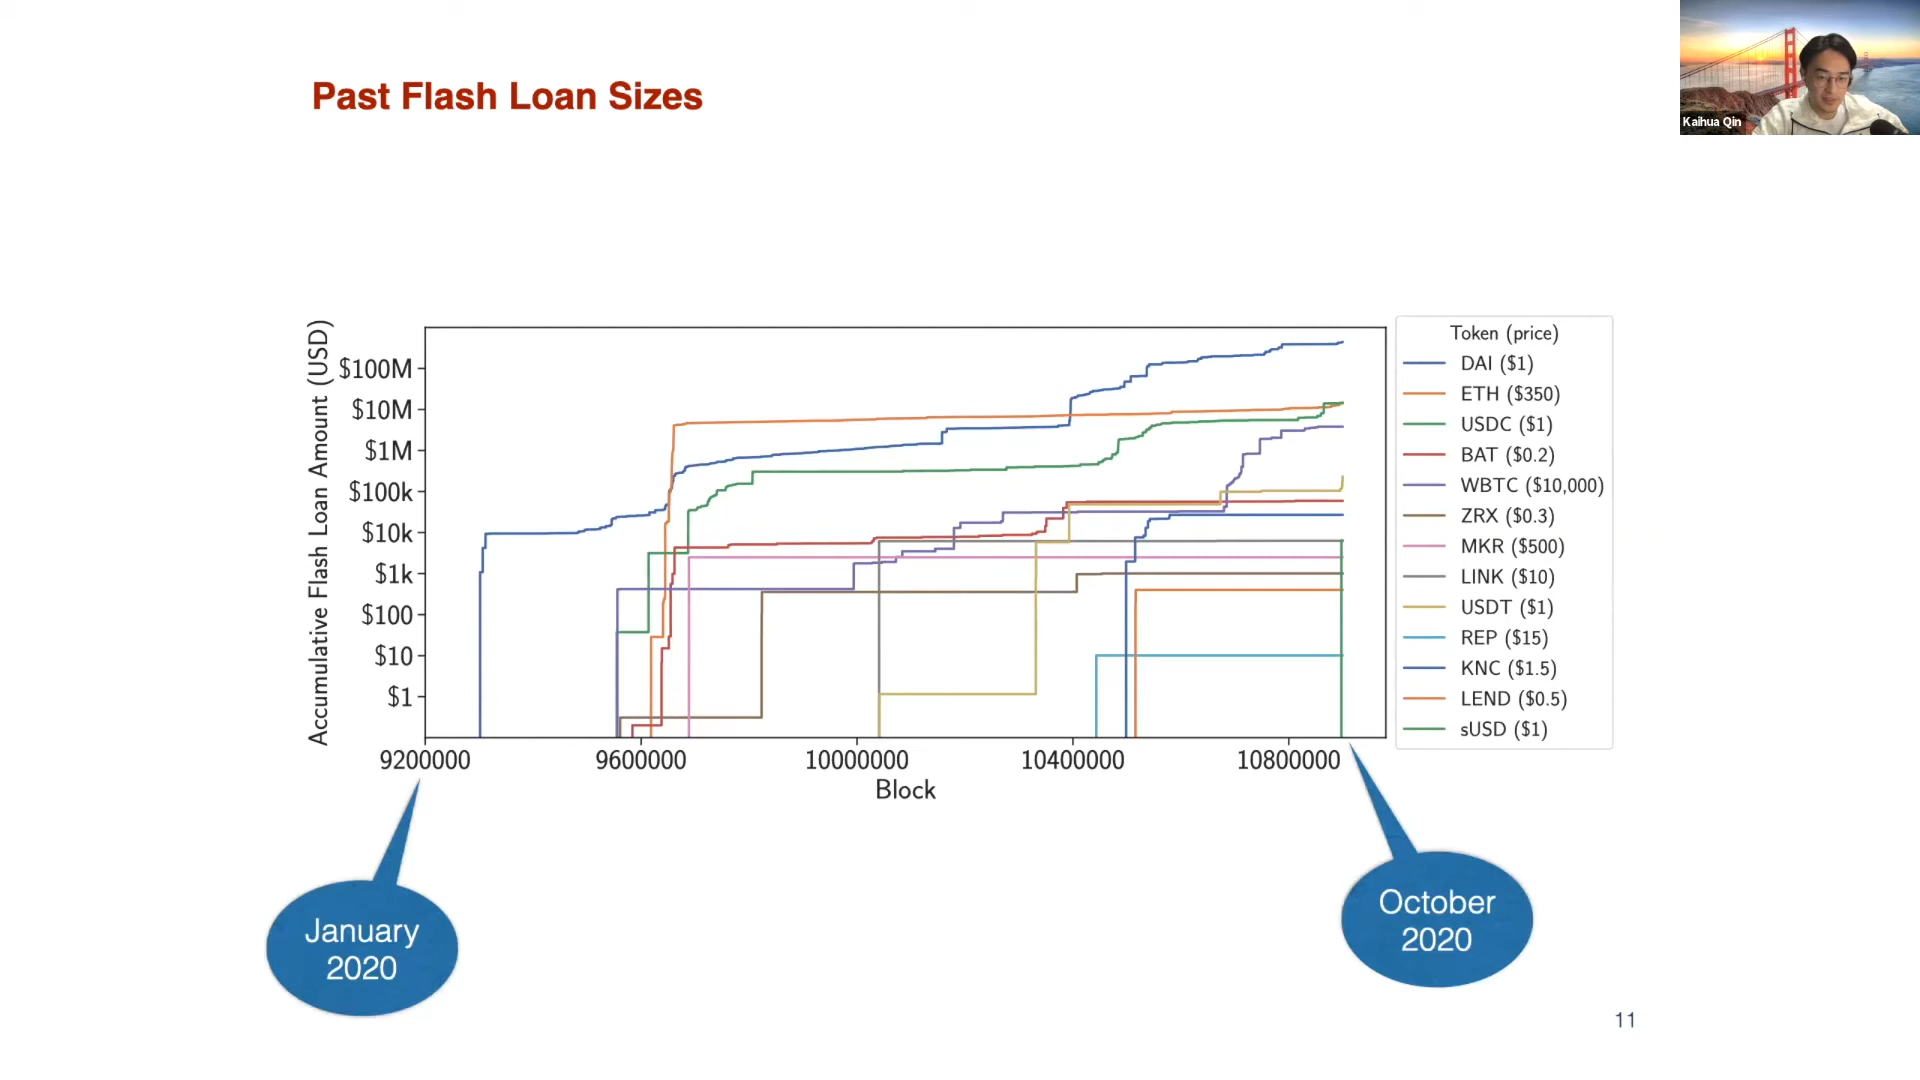 Past Flash Loan Sizes
Kaihua Qin
Accumulative Flash Loan Amount (USD)
$100M
$10M
$1M
$100k
$10k
$1k
$100
$10
$1
9200000
9600000
10000000
10400000
10800000
Block
Token (price)
DAI ($1)
ETH ($350)
USDC ($1)
BAT ($0.2)
WBTC ($10,000)
ZRX ($0.3)
MKR ($500)
LINK ($10)
USDT ($1)
REP ($15)
KNC ($1.5)
LEND ($0.5)
sUSD ($1)
January
2020
October
2020
11